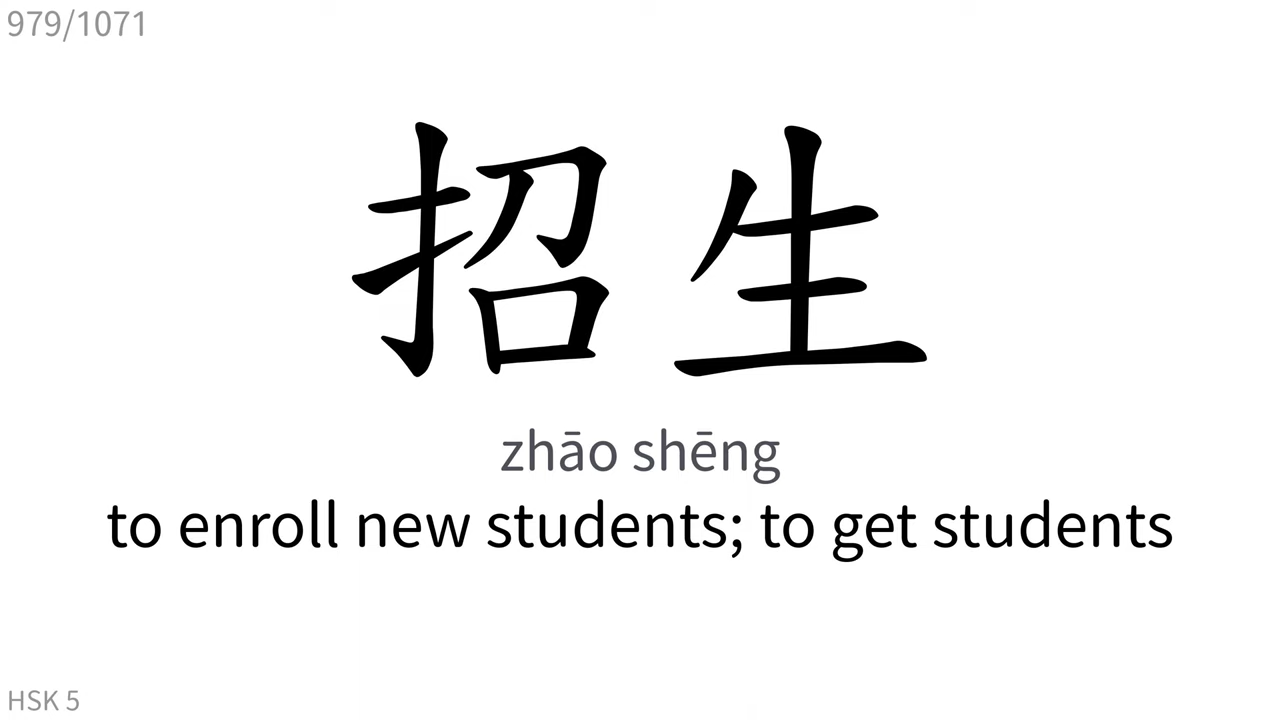 979/1071
招生
zhāo shēng
to enroll new students; to get students
HSK 5